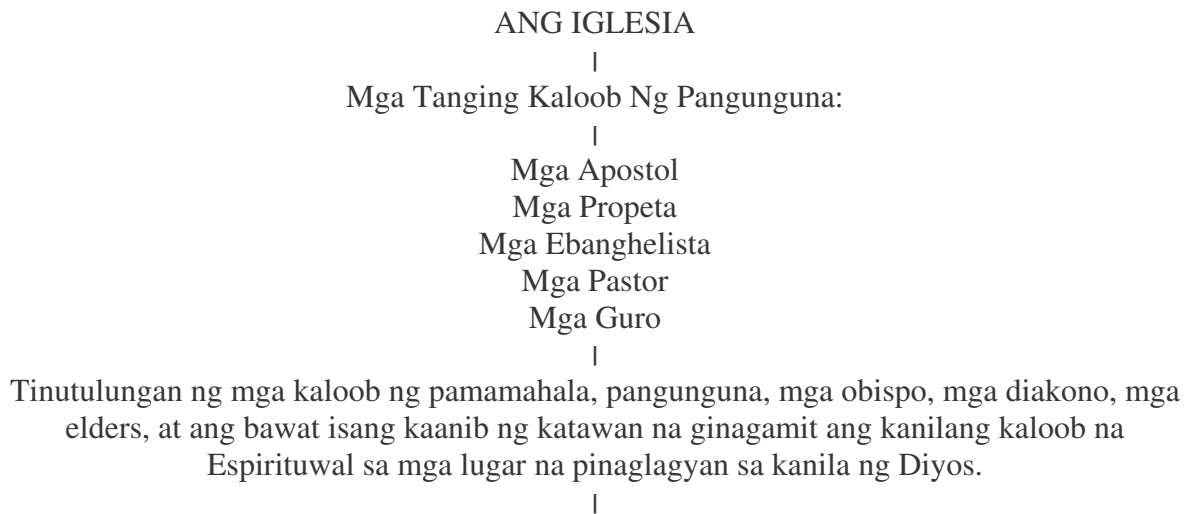 ANG IGLESIA
|
Mga Tanging Kaloob Ng Pangunguna:
|
Mga Apostol
Mga Propeta
Mga Ebanghelista
Mga Pastor
Mga Guro
|
Tinutulungan ng mga kaloob ng pamamahala, pangunguna, mga obispo, mga diakono, mga
elders, at ang bawat isang kaanib ng katawan na ginagamit ang kanilang kaloob na
Espirituwal sa mga lugar na pinaglagyan sa kanila ng Diyos.
|